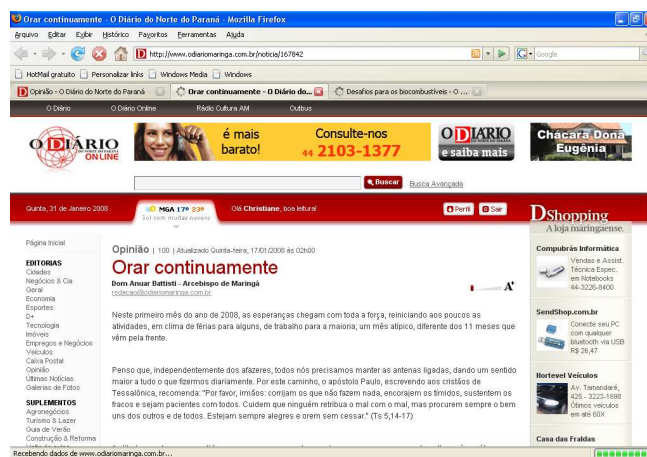 Orar continuamente - O Diário do Norte do Paraná - Mozilla Firefox
Arquivo Editar Exibir Histórico Favoritos Ferramentas Ajuda
http://www.odiariomaringa.com.br/noticia/167842
Google
HotMail gratuito Personalizar links Windows Media Windows
Opinião - O Diário do Norte do Paraná
Orar continuamente - O Diário do...
Desafios para os biocombustíveis - O ...
O Diário O Diário Online Rádio Cultura AM Outbus
O DIÁRIO
DO NORTE DO PARANÁ
ONLINE
é mais
barato!
Consulte-nos
44 2103-1377
O DIÁRIO
e saiba mais
Chácara Dona
Eugênia
Buscar
Busca Avançada
Quinta, 31 de Janeiro 2008
MGA 17º 23º
Sol com muitas nuvens
Olá Christiane, boa leitura!
Perfil Sair
DShopping
A loja maringaense.
Página Inicial
EDITORIAS
Cidades
Negócios & Cia
Geral
Economia
Esportes
D+
Tecnologia
Imóveis
Empregos e Negócios
Veículos
Caixa Postal
Opinião
Últimas Notícias
Galerias de Fotos
SUPLEMENTOS
Agronegócios
Turismo & Lazer
Guia de Verão
Construção & Reforma
Opinião | 100 | Atualizado Quinta-feira, 17/01/2008 às 02h00
Orar continuamente
Dom Anuar Battisti - Arcebispo de Maringá
redacao@odiariomaringa.com.br
A+
Neste primeiro mês do ano de 2008, as esperanças chegam com toda a força, reiniciando aos poucos as
atividades, em clima de férias para alguns, de trabalho para a maioria; um mês atípico, diferente dos 11 meses que
vêm pela frente.
Penso que, independentemente dos afazeres, todos nós precisamos manter as antenas ligadas, dando um sentido
maior a tudo o que fizermos diariamente. Por este caminho, o apóstolo Paulo, escrevendo aos cristãos de
Tessalônica, recomenda: "Por favor, irmãos: corrijam os que não fazem nada, encorajem os tímidos, sustentem os
fracos e sejam pacientes com todos. Cuidem que ninguém retribua o mal com o mal, mas procurem sempre o bem
uns dos outros e de todos. Estejam sempre alegres e orem sem cessar." (Ts 5,14-17)
Compubrás Informática
Vendas e Assist.
Técnica Espec.
em Notebooks
44-3226-8400
SendShop.com.br
Conecte seu PC
com qualquer
bluetooth via USB
R$ 26,47
Nortevel Veículos
Av. Tamandaré,
425 - 3223-1698
Ótimos veículos
em até 60X
Casa das Fraldas
Recebendo dados de www.odiariomaringa.com.br...